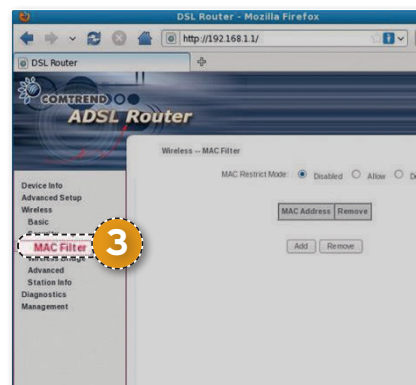 DSL Router - Mozilla Firefox
http://192.168.1.1/
DSL Router
COMTREND
ADSL Router
Wireless -- MAC Filter
MAC Restrict Mode: Disabled Allow
MAC Address Remove
Add Remove
Device Info
Advanced Setup
Wireless
Basic
MAC Filter
3
Wireless Bridge
Advanced
Station Info
Diagnostics
Management